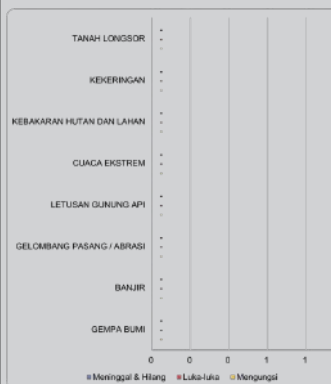 TANAH LONGSOR
-
-
-
KEKERINGAN
-
-
-
KEBAKARAN HUTAN DAN LAHAN
-
-
-
CUACA EKSTREM
-
-
-
LETUSAN GUNUNG API
-
-
-
GELOMBANG PASANG / ABRASI
-
-
-
BANJIR
-
-
-
GEMPA BUMI
-
-
-
0 0 0 1 1
Meninggal & Hilang Luka-luka Mengungsi